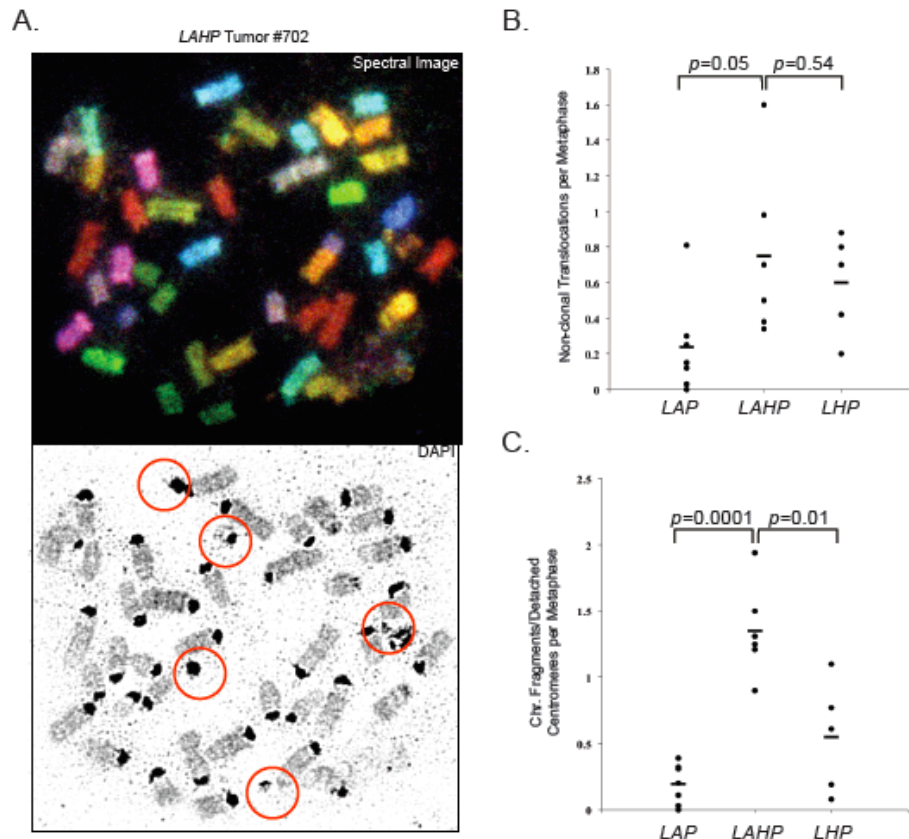 A.
LAHP Tumor #702
Spectral Image
DAPI
B.
p=0.05 p=0.54
Non-clonal Translocations per Metaphase
1.8
1.6
1.4
1.2
1
0.8
0.6
0.4
0.2
0
LAP LAHP LHP
C.
p=0.0001 p=0.01
Chr. Fragments/Detached
Centromeres per Metaphase
2.5
2
1.5
1
0.5
0
LAP LAHP LHP